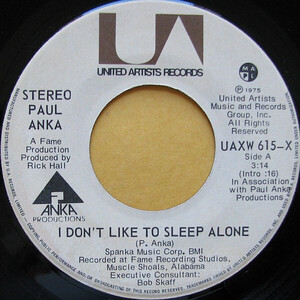 UA
UNITED ARTISTS RECORDS
STEREO
PAUL
ANKA
A Fame
Production
Produced by
Rick Hall
ANKA
PRODUCTIONS
M A
P L
℗ 1975
United Artists
Music and Records
Group, Inc.
All Rights
Reserved
UAXW 615-X
Side A
3:14
(Intro :16)
In Association
with Paul Anka
Productions
I DON'T LIKE TO SLEEP ALONE
(P. Anka)
Spanka Music Corp. BMI
Recorded at Fame Recording Studios,
Muscle Shoals, Alabama
Executive Consultant:
Bob Skaff